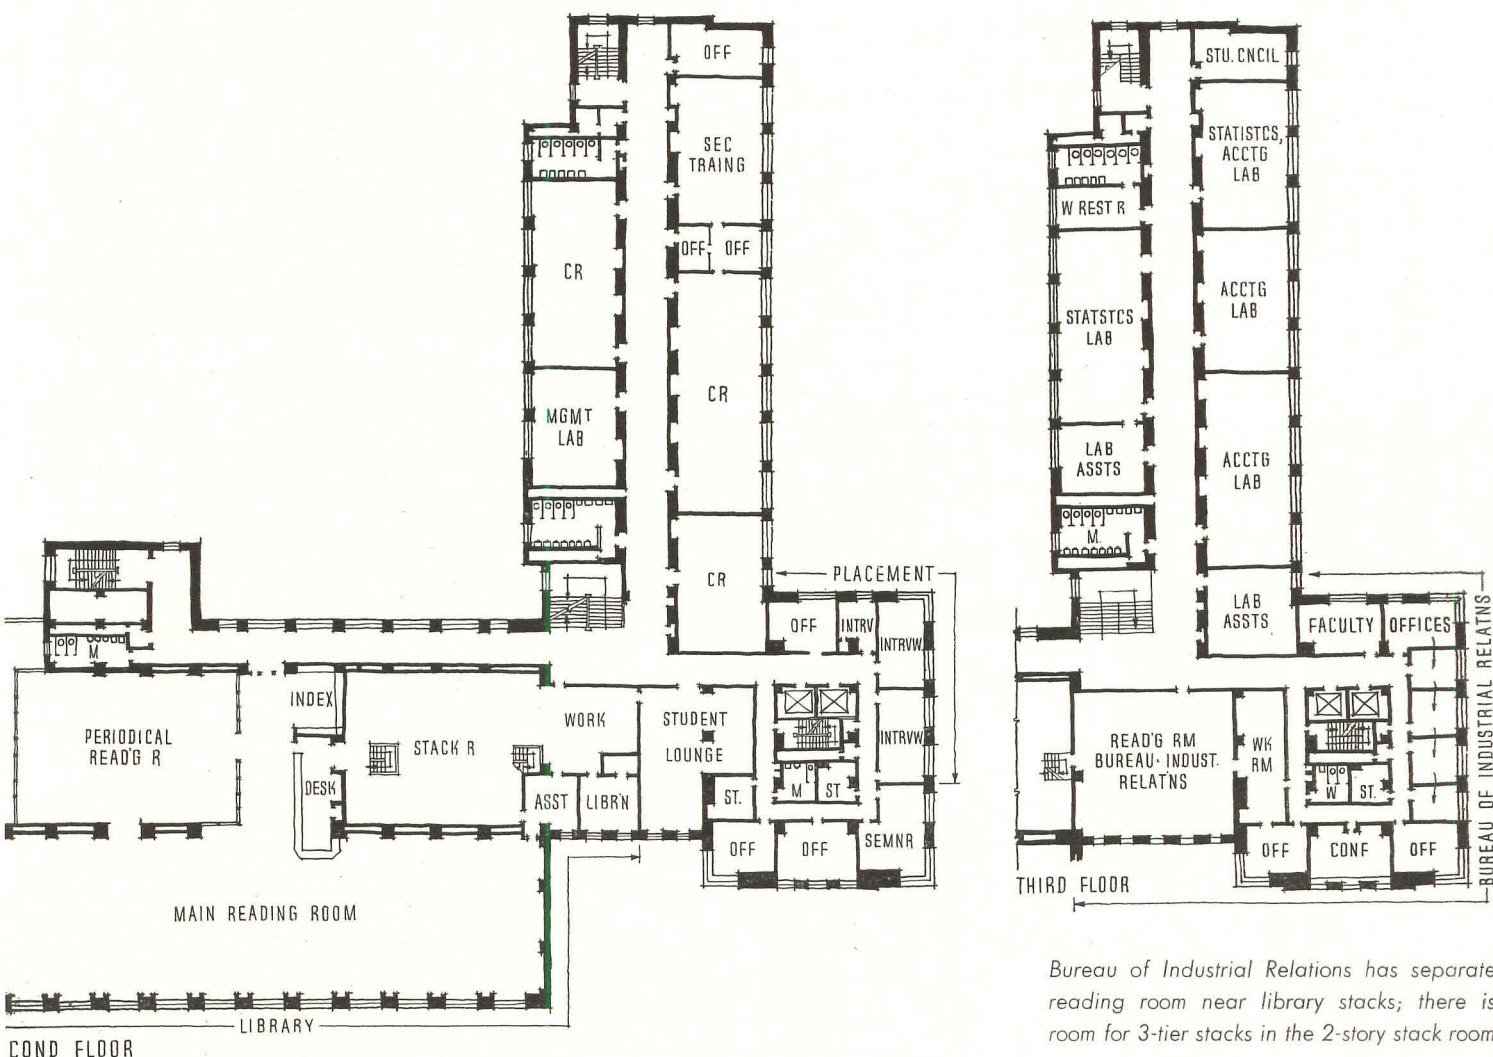 OFF
SEC
TRAING
OFF
OFF
CR
MGMT
LAB
CR
CR
PLACEMENT
OFF
INTRV
INTRVW.
M
INDEX
PERIODICAL
READ'G R
STACK R
WORK
STUDENT
LOUNGE
INTRVW.
DESK
ASST
LIBR'N
ST.
M
ST
OFF
OFF
SEMNR
MAIN READING ROOM
LIBRARY
COND FLOOR
STU. CNCIL
STATISTCS,
ACCTG
LAB
W REST R
ACCTG
LAB
STATSTCS
LAB
LAB
ASSTS
ACCTG
LAB
M.
LAB
ASSTS
FACULTY
OFFICES
READ'G RM
BUREAU· INDUST.
RELATNS
WK
RM
W
ST.
OFF
CONF
OFF
BUREAU OF INDUSTRIAL RELATNS
THIRD FLOOR
Bureau of Industrial Relations has separate
reading room near library stacks; there is
room for 3-tier stacks in the 2-story stack room